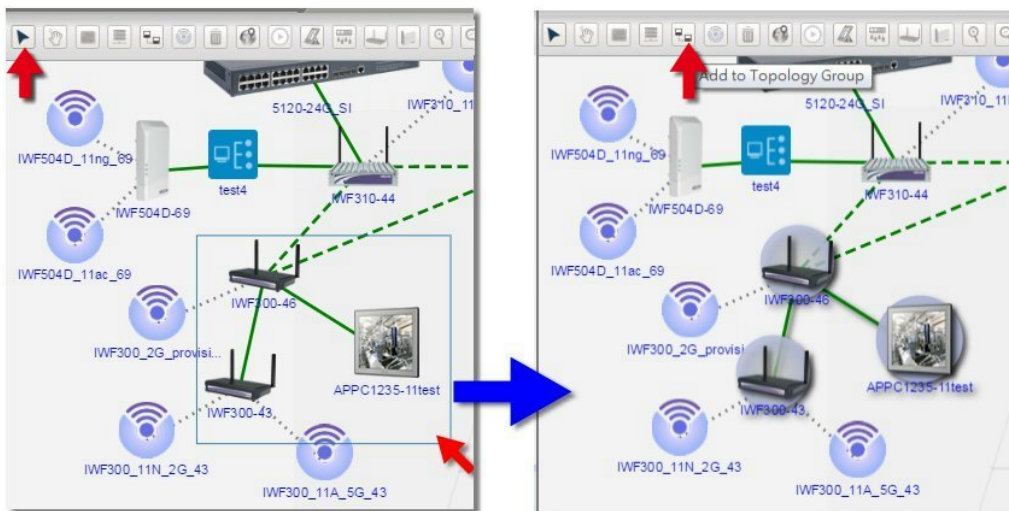 5120-24G_SI
IWF310_11
IWF504D_11ng_69
test4
IWF504D-69
IWF310-44
IWF504D_11ac_69
IWF300-46
IWF300_2G_provisi...
APPC1235-11test
IWF300-43
IWF300_11N_2G_43
IWF300_11A_5G_43
Add to Topology Group
5120-24G_SI
IWF310_11
IWF504D_11ng_69
test4
IWF504D-69
IWF310-44
IWF504D_11ac_69
IWF300-46
IWF300_2G_provisi
APPC1235-11test
IWF300-43
IWF300_11N_2G_43
IWF300_11A_5G_43